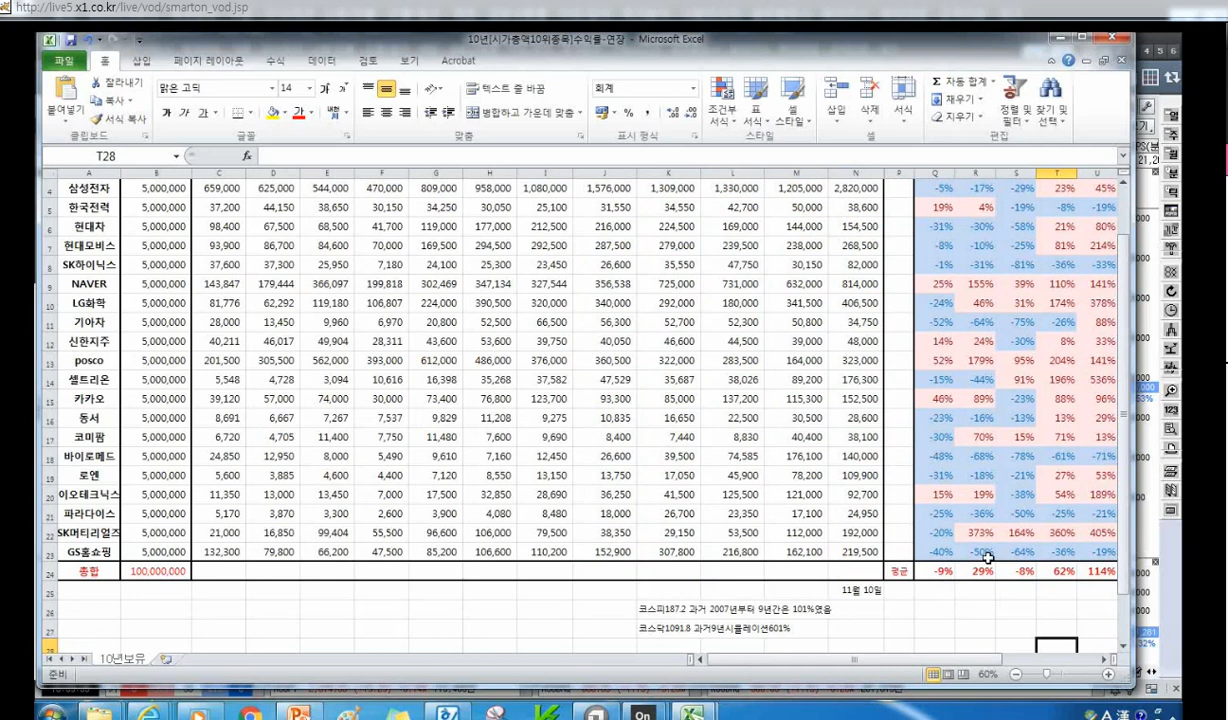 http://live5.x1.co.kr/live/vod/smarton_vod.jsp
10년[시가총액10위종목]수익률-연장 - Microsoft Excel
파일 홈 삽입 페이지 레이아웃 수식 데이터 검토 보기 Acrobat
잘라내기 복사 서식 복사 붙여넣기 클립보드
맑은 고딕 14 가 가 가 글꼴
텍스트 줄 바꿈 병합하고 가운데 맞춤 맞춤
회계 % , 표시 형식
조건부 서식 표 서식 셀 스타일 스타일
삽입 삭제 서식 셀
Σ 자동 합계 채우기 지우기 정렬 및 필터 찾기 및 선택 편집
T28 fx
A B C D E F G H I J K L M N P Q R S T U
4 삼성전자 5,000,000 659,000 625,000 544,000 470,000 809,000 958,000 1,080,000 1,576,000 1,309,000 1,330,000 1,205,000 2,820,000 -5% -17% -29% 23% 45%
5 한국전력 5,000,000 37,200 44,150 38,650 30,150 34,250 30,050 25,100 31,550 34,550 42,700 50,000 38,600 19% 4% -19% -8% -19%
6 현대차 5,000,000 98,400 67,500 68,500 41,700 119,000 177,000 212,500 216,000 224,500 169,000 144,000 154,500 -31% -30% -58% 21% 80%
7 현대모비스 5,000,000 93,900 86,700 84,600 70,000 169,500 294,500 292,500 287,500 279,000 239,500 238,000 268,500 -8% -10% -25% 81% 214%
8 SK하이닉스 5,000,000 37,600 37,300 25,950 7,180 24,100 25,300 23,450 26,600 35,550 47,750 30,150 82,000 -1% -31% -81% -36% -33%
9 NAVER 5,000,000 143,847 179,444 366,097 199,818 302,469 347,134 327,544 356,538 725,000 731,000 632,000 814,000 25% 155% 39% 110% 141%
10 LG화학 5,000,000 81,776 62,292 119,180 106,807 224,000 390,500 320,000 340,000 292,000 180,000 341,500 406,500 -24% 46% 31% 174% 378%
11 기아자 5,000,000 28,000 13,450 9,960 6,970 20,800 52,500 66,500 56,300 52,700 52,300 50,800 34,750 -52% -64% -75% -26% 88%
12 신한지주 5,000,000 40,211 46,017 49,904 28,311 43,600 53,600 39,750 40,050 46,600 44,500 39,000 48,000 14% 24% -30% 8% 33%
13 posco 5,000,000 201,500 305,500 562,000 393,000 612,000 486,000 376,000 360,500 322,000 283,500 164,000 323,000 52% 179% 95% 204% 141%
14 셀트리온 5,000,000 5,548 4,728 3,094 10,616 16,398 35,268 37,582 47,529 35,687 38,026 89,200 176,300 -15% -44% 91% 196% 536%
15 카카오 5,000,000 39,120 57,000 74,000 30,000 73,400 76,800 123,700 93,300 85,000 137,200 115,300 154,500 46% 89% -23% 88% 96%
16 동서 5,000,000 8,691 6,667 7,267 7,537 9,829 11,208 9,275 10,835 16,650 22,500 30,500 28,600 -23% -16% -13% 13% 29%
17 코미팜 5,000,000 6,720 4,705 11,400 7,750 11,480 7,600 9,690 8,400 7,440 8,830 40,400 38,100 -30% 70% 15% 71% 13%
18 바이로메드 5,000,000 24,850 12,950 8,000 5,490 9,610 7,160 12,450 26,600 39,530 74,585 176,100 157,400 -48% -68% -78% -61% -71%
19 로엔 5,000,000 5,600 3,885 4,600 4,400 7,120 8,550 13,150 13,750 17,050 45,900 78,200 109,900 -31% -18% -21% 27% 53%
20 이오테크닉스 5,000,000 11,350 13,000 13,450 7,000 17,500 32,850 28,690 36,250 41,500 125,500 121,000 92,700 15% 19% -38% 54% 189%
21 파라다이스 5,000,000 5,170 3,870 3,300 2,600 3,900 4,080 8,480 18,000 26,700 23,350 17,100 24,950 -25% -36% -50% -25% -21%
22 SK머티리얼즈 5,000,000 21,000 16,850 99,404 55,500 96,600 106,000 79,500 38,350 29,150 53,500 112,000 192,000 -20% 373% 164% 360% 405%
23 GS홈쇼핑 5,000,000 132,300 79,800 66,200 47,500 85,200 106,600 110,200 152,900 307,800 216,800 162,100 219,500 -40% -50% -64% -36% -19%
24 총합 100,000,000 평균 -9% 29% -8% 62% 114%
25 11월 10일
26 코스피187.2 과거 2007년부터 9년간은 101%였음
27 코스닥1091.8 과거9년시뮬레이션601%
28
10년보유
준비 60%
On